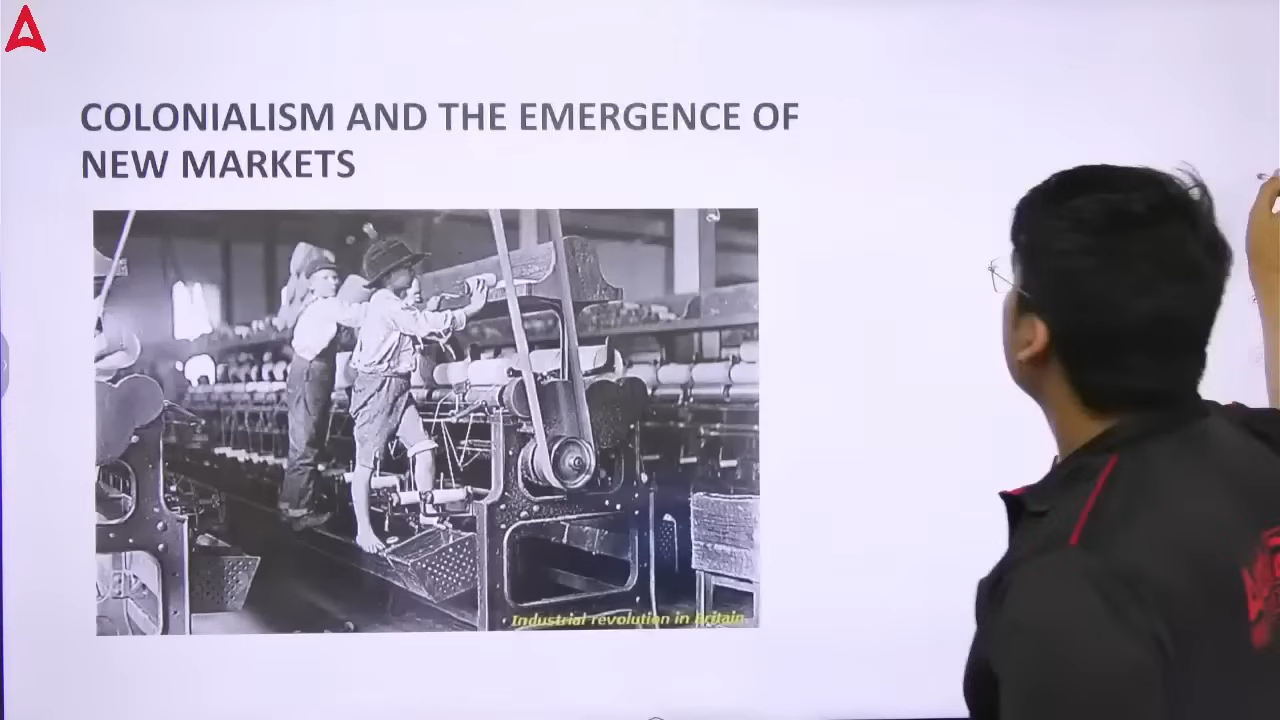 COLONIALISM AND THE EMERGENCE OF
NEW MARKETS
Industrial revolution in Britain